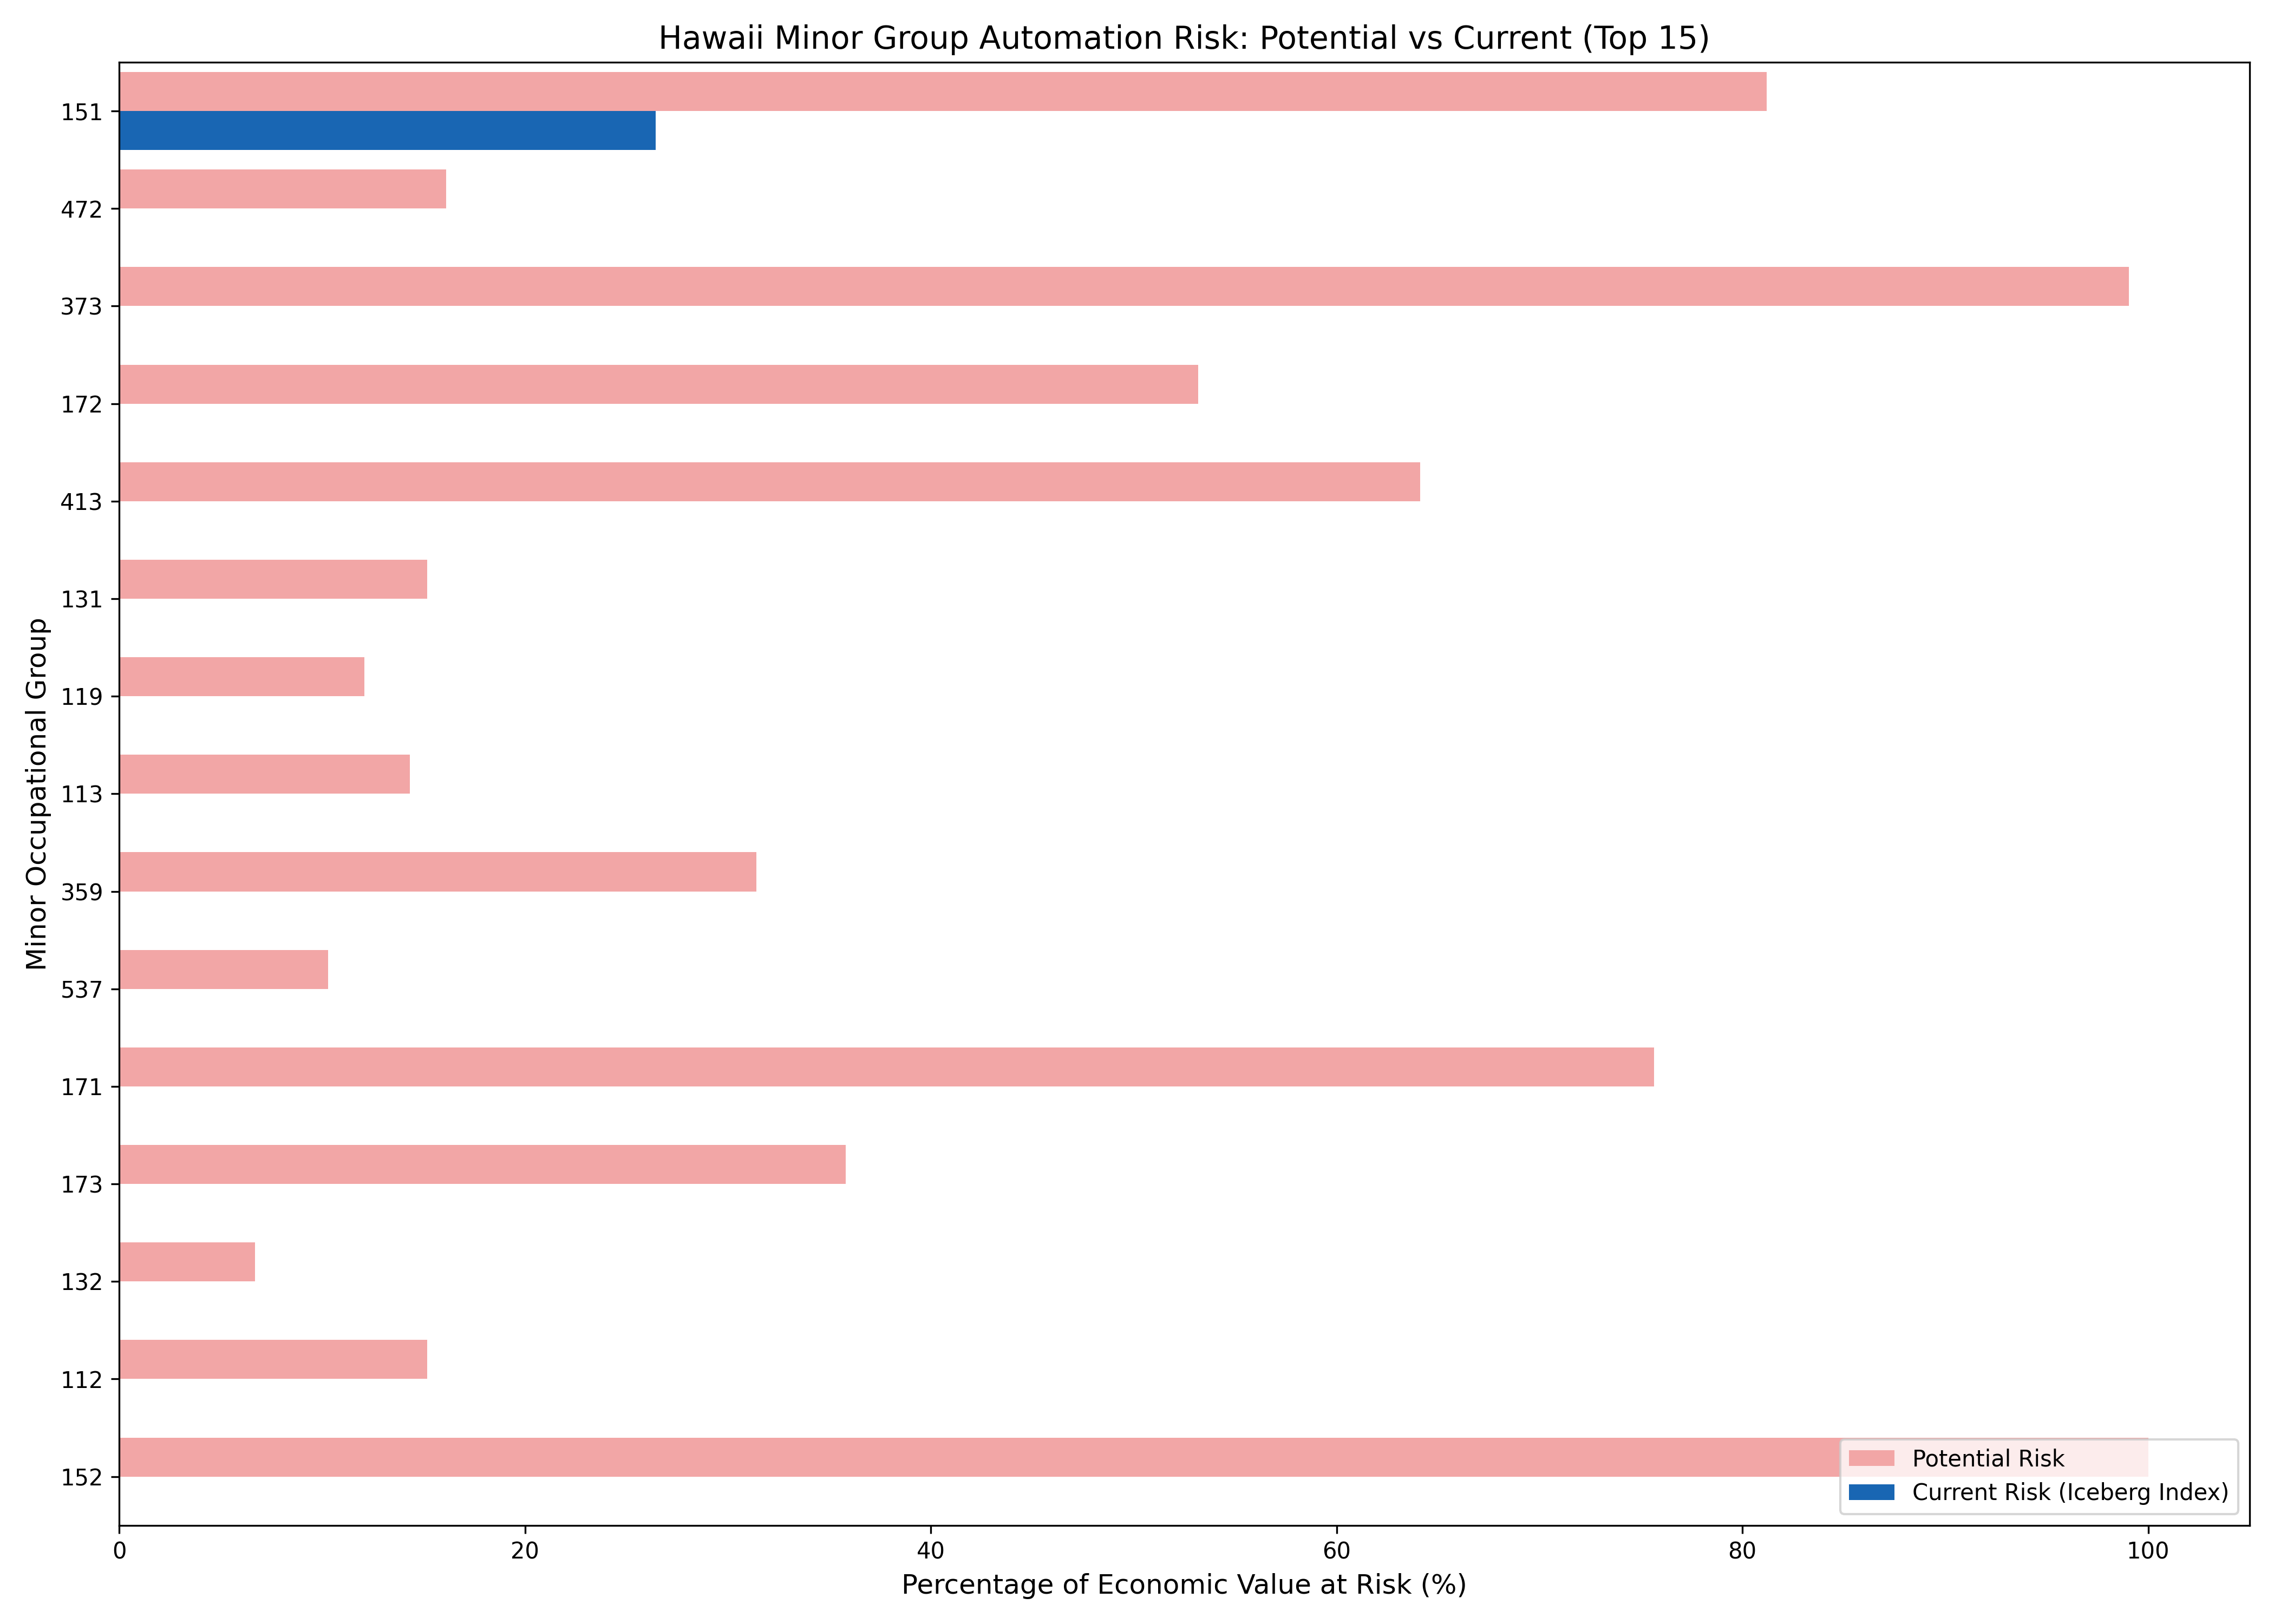 Hawaii Minor Group Automation Risk: Potential vs Current (Top 15)
Minor Occupational Group
151
472
373
172
413
131
119
113
359
537
171
173
132
112
152
Potential Risk
Current Risk (Iceberg Index)
0 20 40 60 80 100
Percentage of Economic Value at Risk (%)